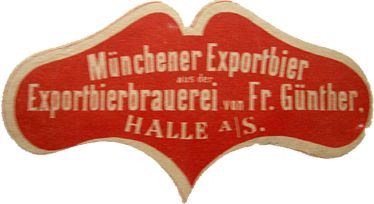 Münchener Exportbier
aus der
Exportbierbrauerei von Fr. Günther.
HALLE A/S.